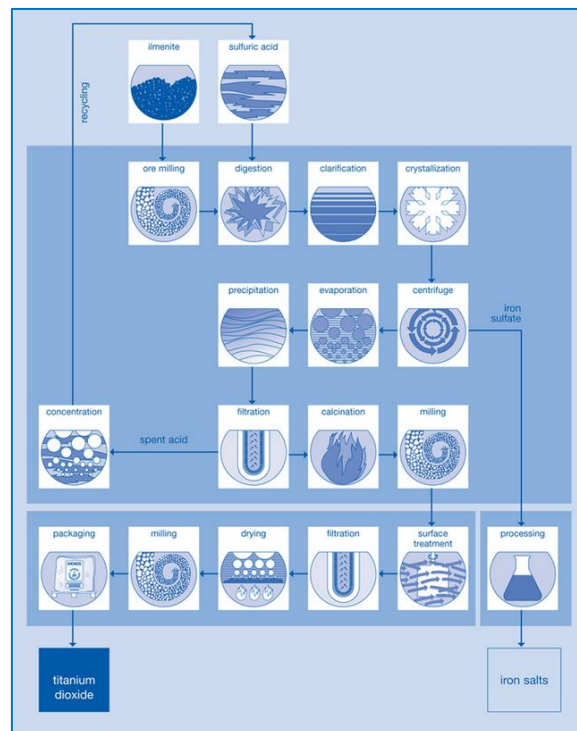 ilmenite
sulfuric acid
recycling
ore milling
digestion
clarification
crystallization
precipitation
evaporation
centrifuge
iron
sulfate
concentration
spent acid
filtration
calcination
milling
packaging
milling
drying
filtration
surface
treatment
processing
titanium
dioxide
iron salts